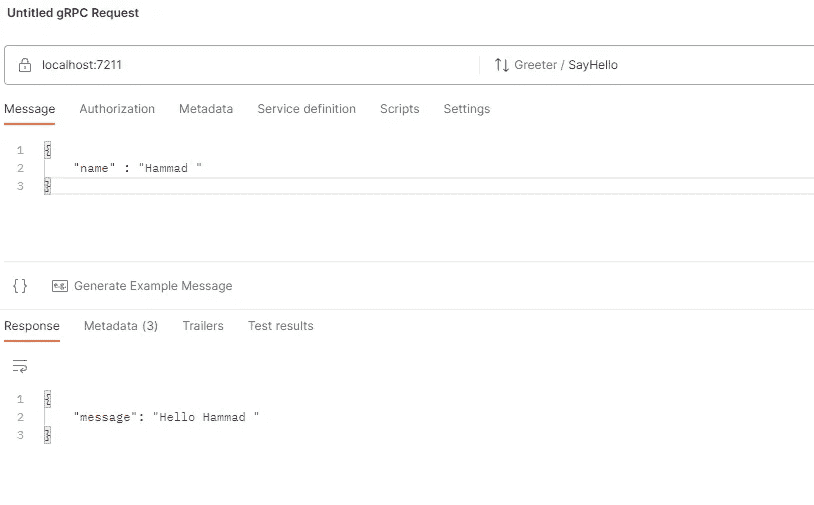 Untitled gRPC Request
localhost:7211 Greeter / SayHello
Message Authorization Metadata Service definition Scripts Settings
1 {
2 "name" : "Hammad "
3 }
{} e.g. Generate Example Message
Response Metadata (3) Trailers Test results
1 {
2 "message": "Hello Hammad "
3 }